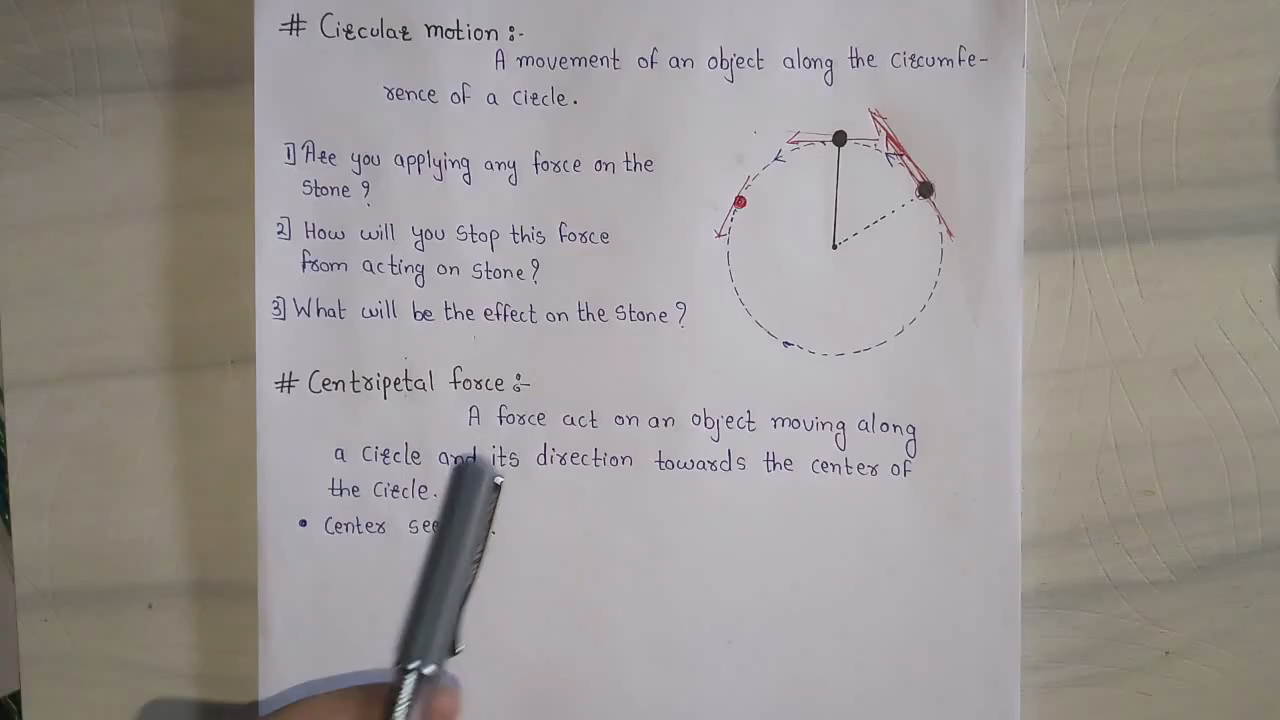 # Circular motion :-
A movement of an object along the circumfe-
rence of a circle.
1] Are you applying any force on the
stone ?
2] How will you stop this force
from acting on stone ?
3] What will be the effect on the stone ?
# Centripetal force :-
A force act on an object moving along
a circle and its direction towards the center of
the circle.
• Center